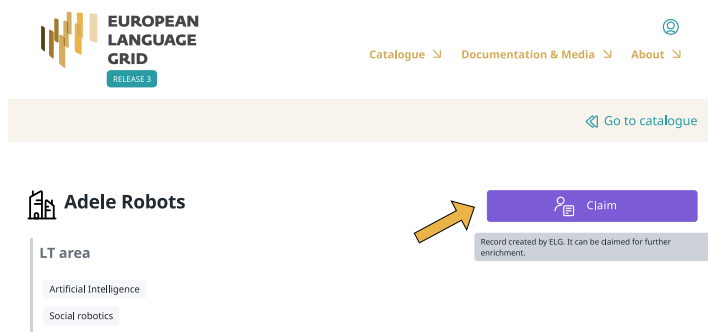 EUROPEAN
LANGUAGE
GRID
RELEASE 3
Catalogue
Documentation & Media
About
Go to catalogue
Adele Robots
Claim
Record created by ELG. It can be claimed for further
enrichment.
LT area
Artificial Intelligence
Social robotics